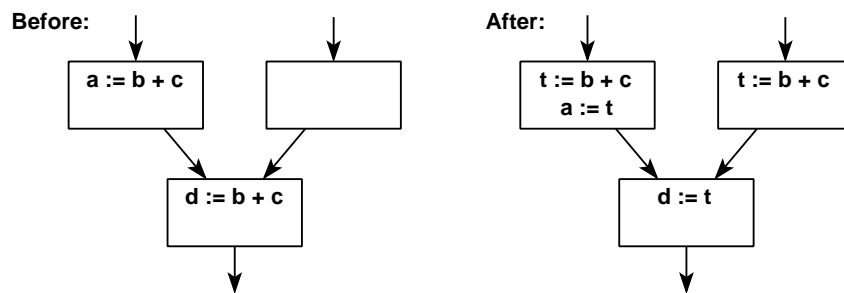 Before:
a := b + c
d := b + c
After:
t := b + c
a := t
t := b + c
d := t